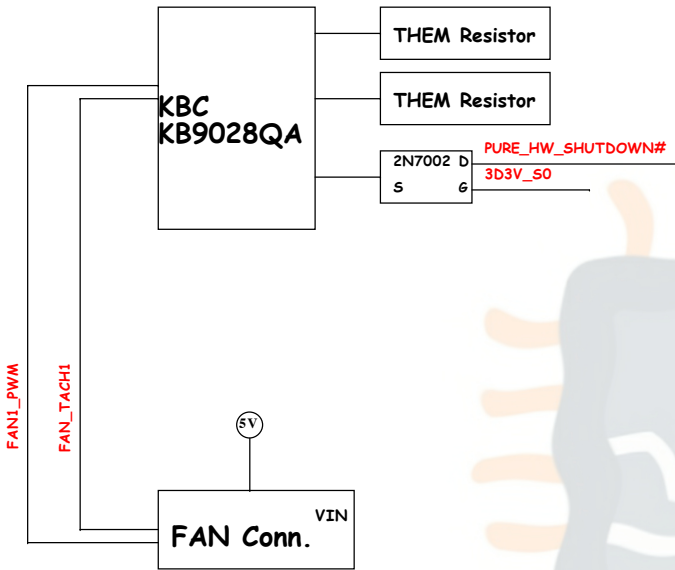 THEM Resistor
THEM Resistor
KBC
KB9028QA
2N7002 D
S G
PURE_HW_SHUTDOWN#
3D3V_S0
FAN1_PWM
FAN_TACH1
5V
VIN
FAN Conn.